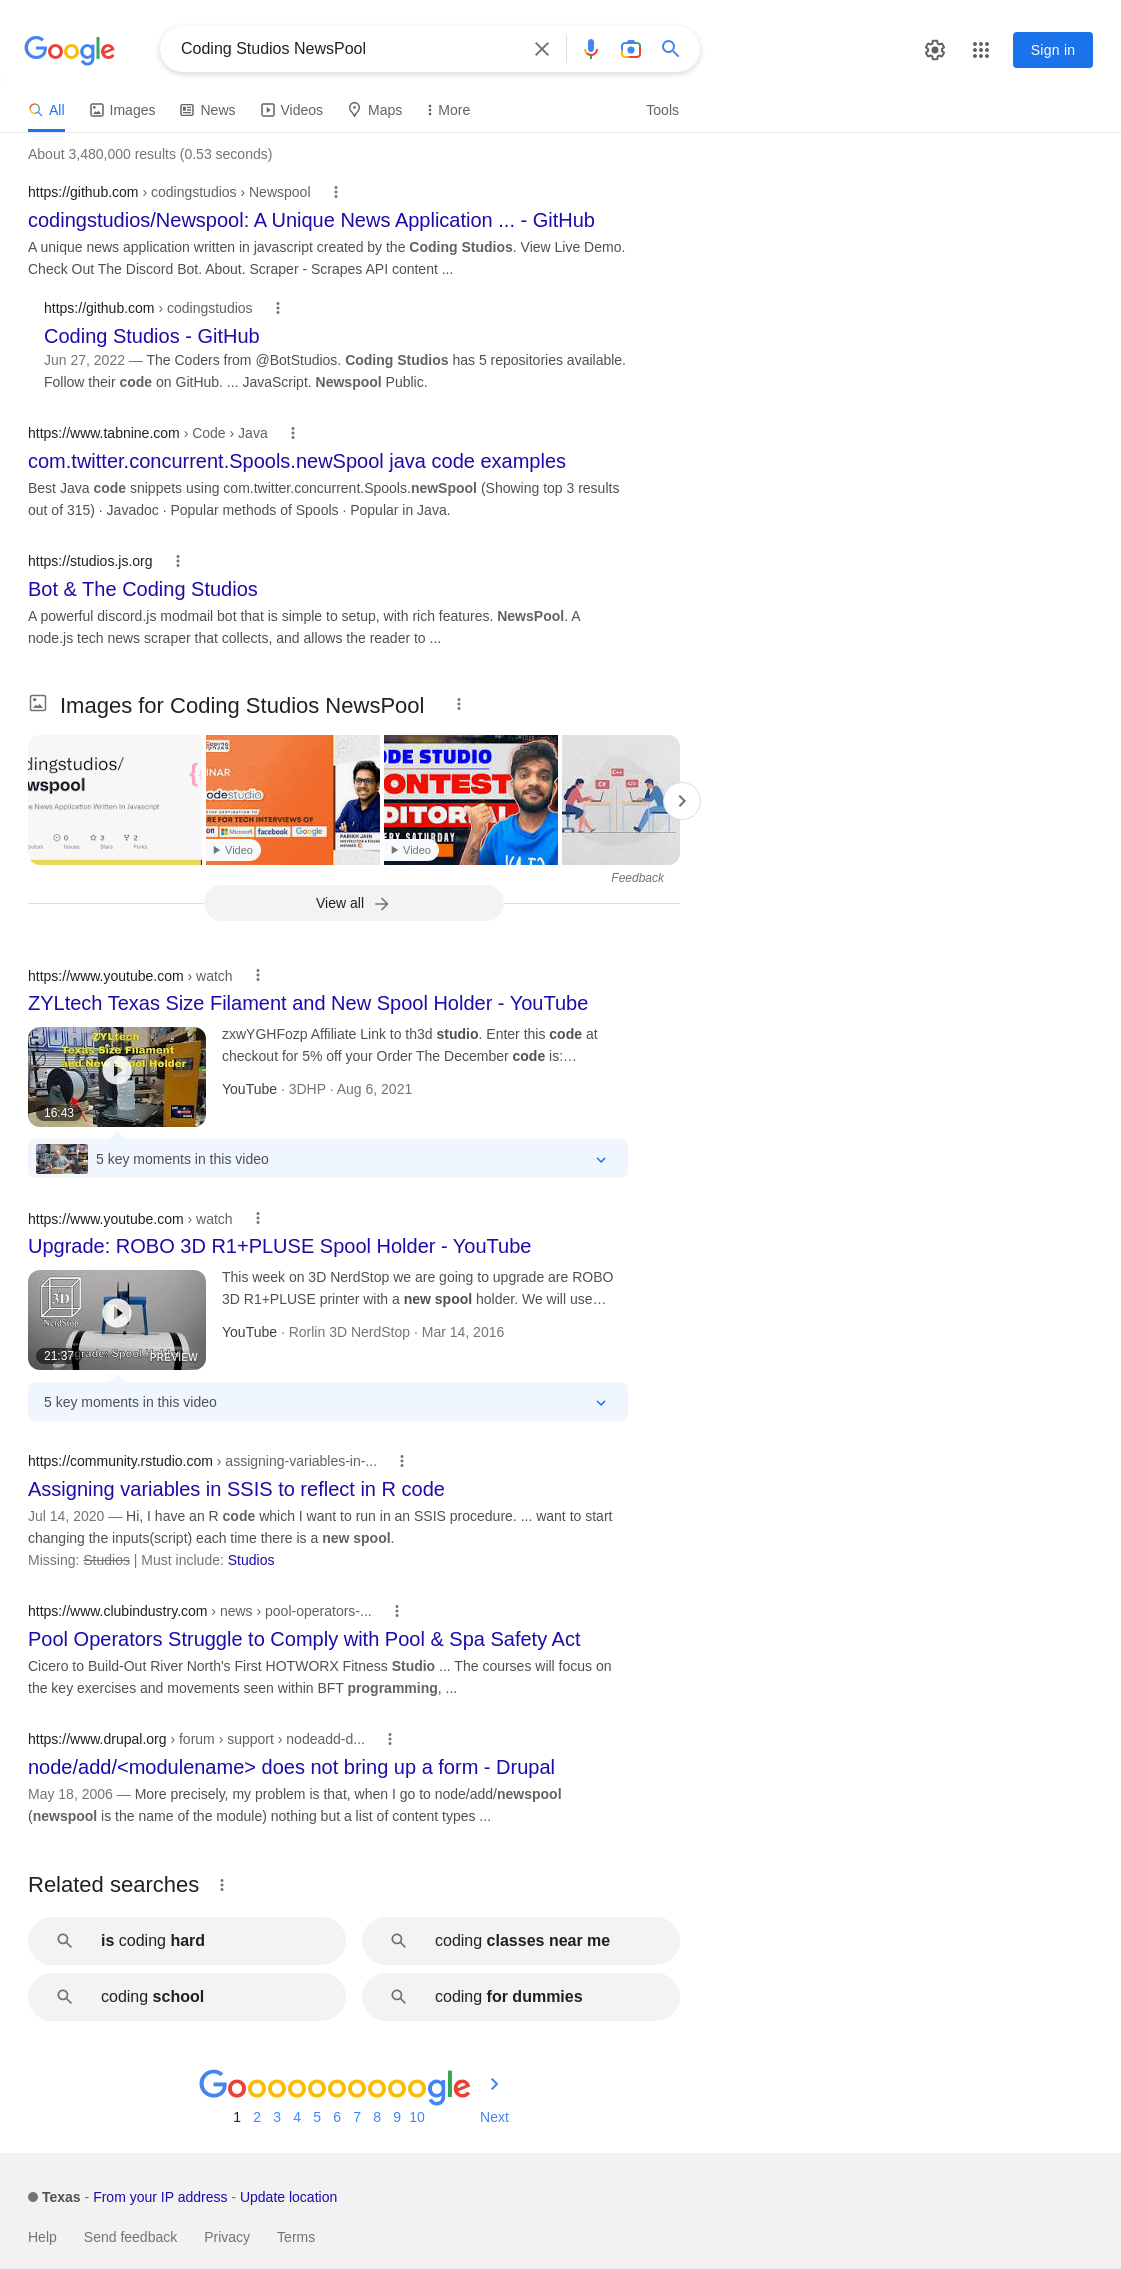 Google
Coding Studios NewsPool
Sign in
All
Images
News
Videos
Maps
More
Tools
About 3,480,000 results (0.53 seconds)
https://github.com › codingstudios › Newspool
codingstudios/Newspool: A Unique News Application ... - GitHub
A unique news application written in javascript created by the Coding Studios. View Live Demo.
Check Out The Discord Bot. About. Scraper - Scrapes API content ...
https://github.com › codingstudios
Coding Studios - GitHub
Jun 27, 2022 — The Coders from @BotStudios. Coding Studios has 5 repositories available.
Follow their code on GitHub. ... JavaScript. Newspool Public.
https://www.tabnine.com › Code › Java
com.twitter.concurrent.Spools.newSpool java code examples
Best Java code snippets using com.twitter.concurrent.Spools.newSpool (Showing top 3 results
out of 315) · Javadoc · Popular methods of Spools · Popular in Java.
https://studios.js.org
Bot & The Coding Studios
A powerful discord.js modmail bot that is simple to setup, with rich features. NewsPool. A
node.js tech news scraper that collects, and allows the reader to ...
Images for Coding Studios NewsPool
dingstudios/
wspool
e News Application Written In Javascript
0 3 2
Issues Stars Forks
INAR
odestudio
RE FOR TECH INTERVIEWS OF
Microsoft facebook Google
PARIKH JAIN
Video
ODE STUDIO
ONTEST
DITORIAL
ERY SATURDAY
Video
C++
C#
</>
Feedback
View all
https://www.youtube.com › watch
ZYLtech Texas Size Filament and New Spool Holder - YouTube
ZYLtech
Texas Size Filament
and New Spool Holder
16:43
zxwYGHFozp Affiliate Link to th3d studio. Enter this code at
checkout for 5% off your Order The December code is:...
YouTube · 3DHP · Aug 6, 2021
5 key moments in this video
https://www.youtube.com › watch
Upgrade: ROBO 3D R1+PLUSE Spool Holder - YouTube
3D
NerdStop
21:37
grade: Spool Hold
PREVIEW
This week on 3D NerdStop we are going to upgrade are ROBO
3D R1+PLUSE printer with a new spool holder. We will use...
YouTube · Rorlin 3D NerdStop · Mar 14, 2016
5 key moments in this video
https://community.rstudio.com › assigning-variables-in-...
Assigning variables in SSIS to reflect in R code
Jul 14, 2020 — Hi, I have an R code which I want to run in an SSIS procedure. ... want to start
changing the inputs(script) each time there is a new spool.
Missing: Studios | Must include: Studios
https://www.clubindustry.com › news › pool-operators-...
Pool Operators Struggle to Comply with Pool & Spa Safety Act
Cicero to Build-Out River North's First HOTWORX Fitness Studio ... The courses will focus on
the key exercises and movements seen within BFT programming, ...
https://www.drupal.org › forum › support › nodeadd-d...
node/add/<modulename> does not bring up a form - Drupal
May 18, 2006 — More precisely, my problem is that, when I go to node/add/newspool
(newspool is the name of the module) nothing but a list of content types ...
Related searches
is coding hard
coding classes near me
coding school
coding for dummies
Goooooooooogle
1 2 3 4 5 6 7 8 9 10 Next
Texas - From your IP address - Update location
Help Send feedback Privacy Terms